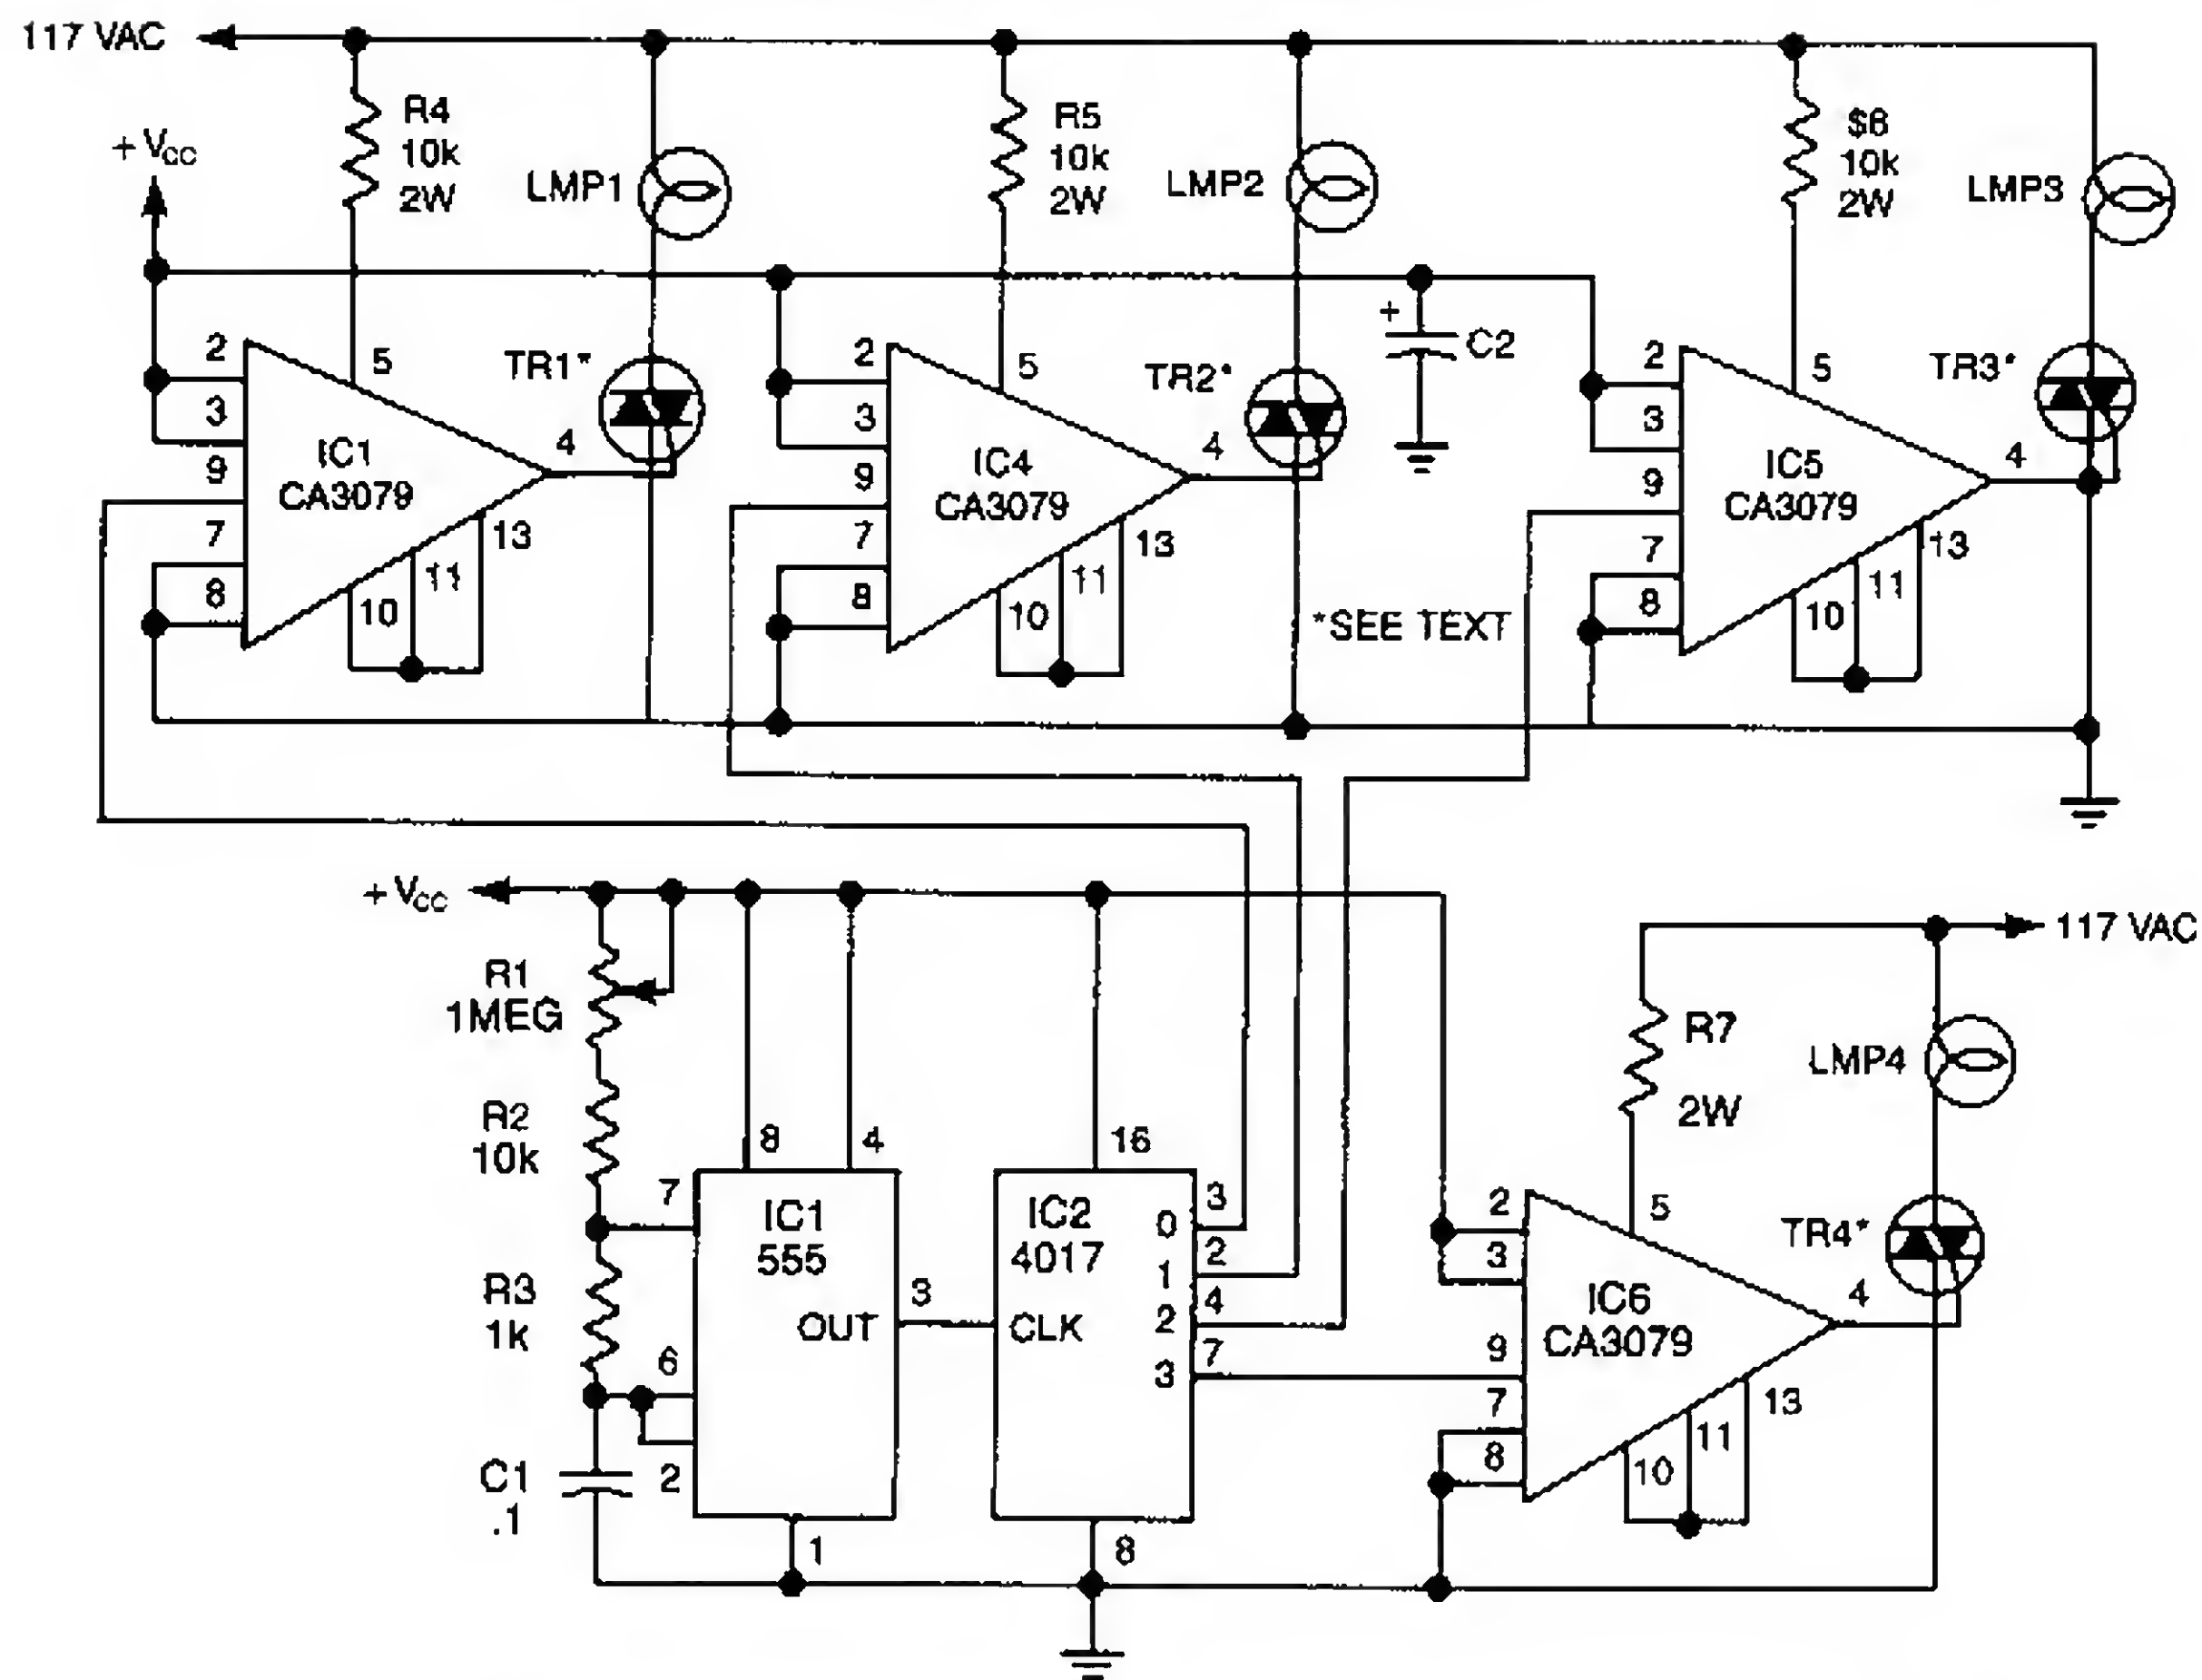 117 VAC
+ VCC
R4
10k
2W
LMP1
R5
10k
2W
LMP2
$6
10k
2W
LMP3
2
3
9
7
8
5
IC1
CA3079
4
13
11
10
TR1*
2
3
9
7
8
5
IC4
CA3079
4
13
11
10
TR2*
+
C2
*SEE TEXT
2
3
9
7
8
5
IC5
CA3079
4
13
11
10
TR3*
+ VCC
R1
1MEG
R2
10k
R3
1k
C1
.1
8
4
7
6
2
IC1
555
OUT
3
1
16
IC2
4017
CLK
0
1
2
3
3
2
4
7
8
117 VAC
R7
2W
LMP4
2
3
9
7
8
5
IC6
CA3079
4
13
11
10
TR4*